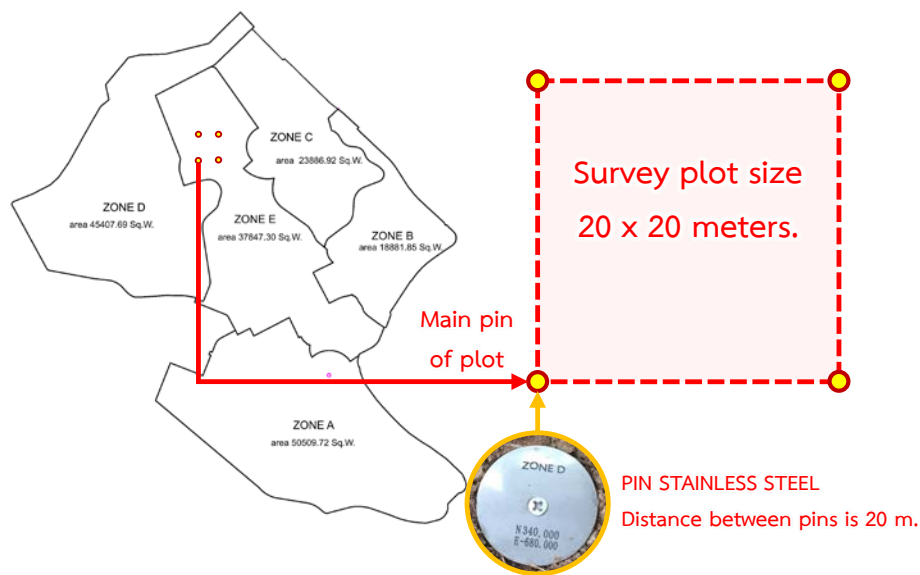 ZONE C
area 23886.92 Sq.W.
ZONE D
area 45407.69 Sq.W.
ZONE E
area 37847.30 Sq.W.
ZONE B
area 18881.85 Sq.W.
ZONE A
area 50509.72 Sq.W.
Main pin
of plot
Survey plot size
20 x 20 meters.
ZONE D
N340.000
E-680.000
PIN STAINLESS STEEL
Distance between pins is 20 m.